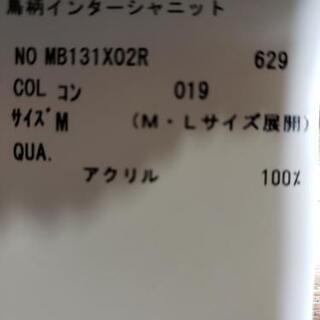 鳥柄インターシャニット
NO MB131X02R 629
COL コン 019
サイズ M (M・Lサイズ展開)
QUA.
アクリル 100%